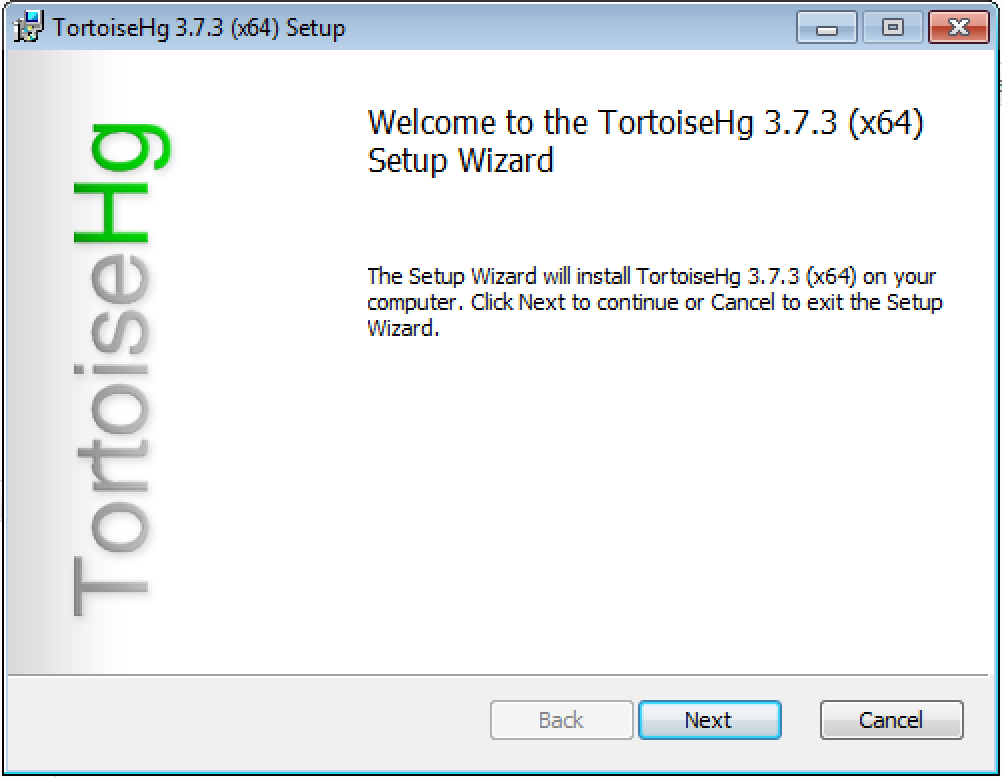 TortoiseHg 3.7.3 (x64) Setup
TortoiseHg
Welcome to the TortoiseHg 3.7.3 (x64)
Setup Wizard
The Setup Wizard will install TortoiseHg 3.7.3 (x64) on your
computer. Click Next to continue or Cancel to exit the Setup
Wizard.
Back Next Cancel